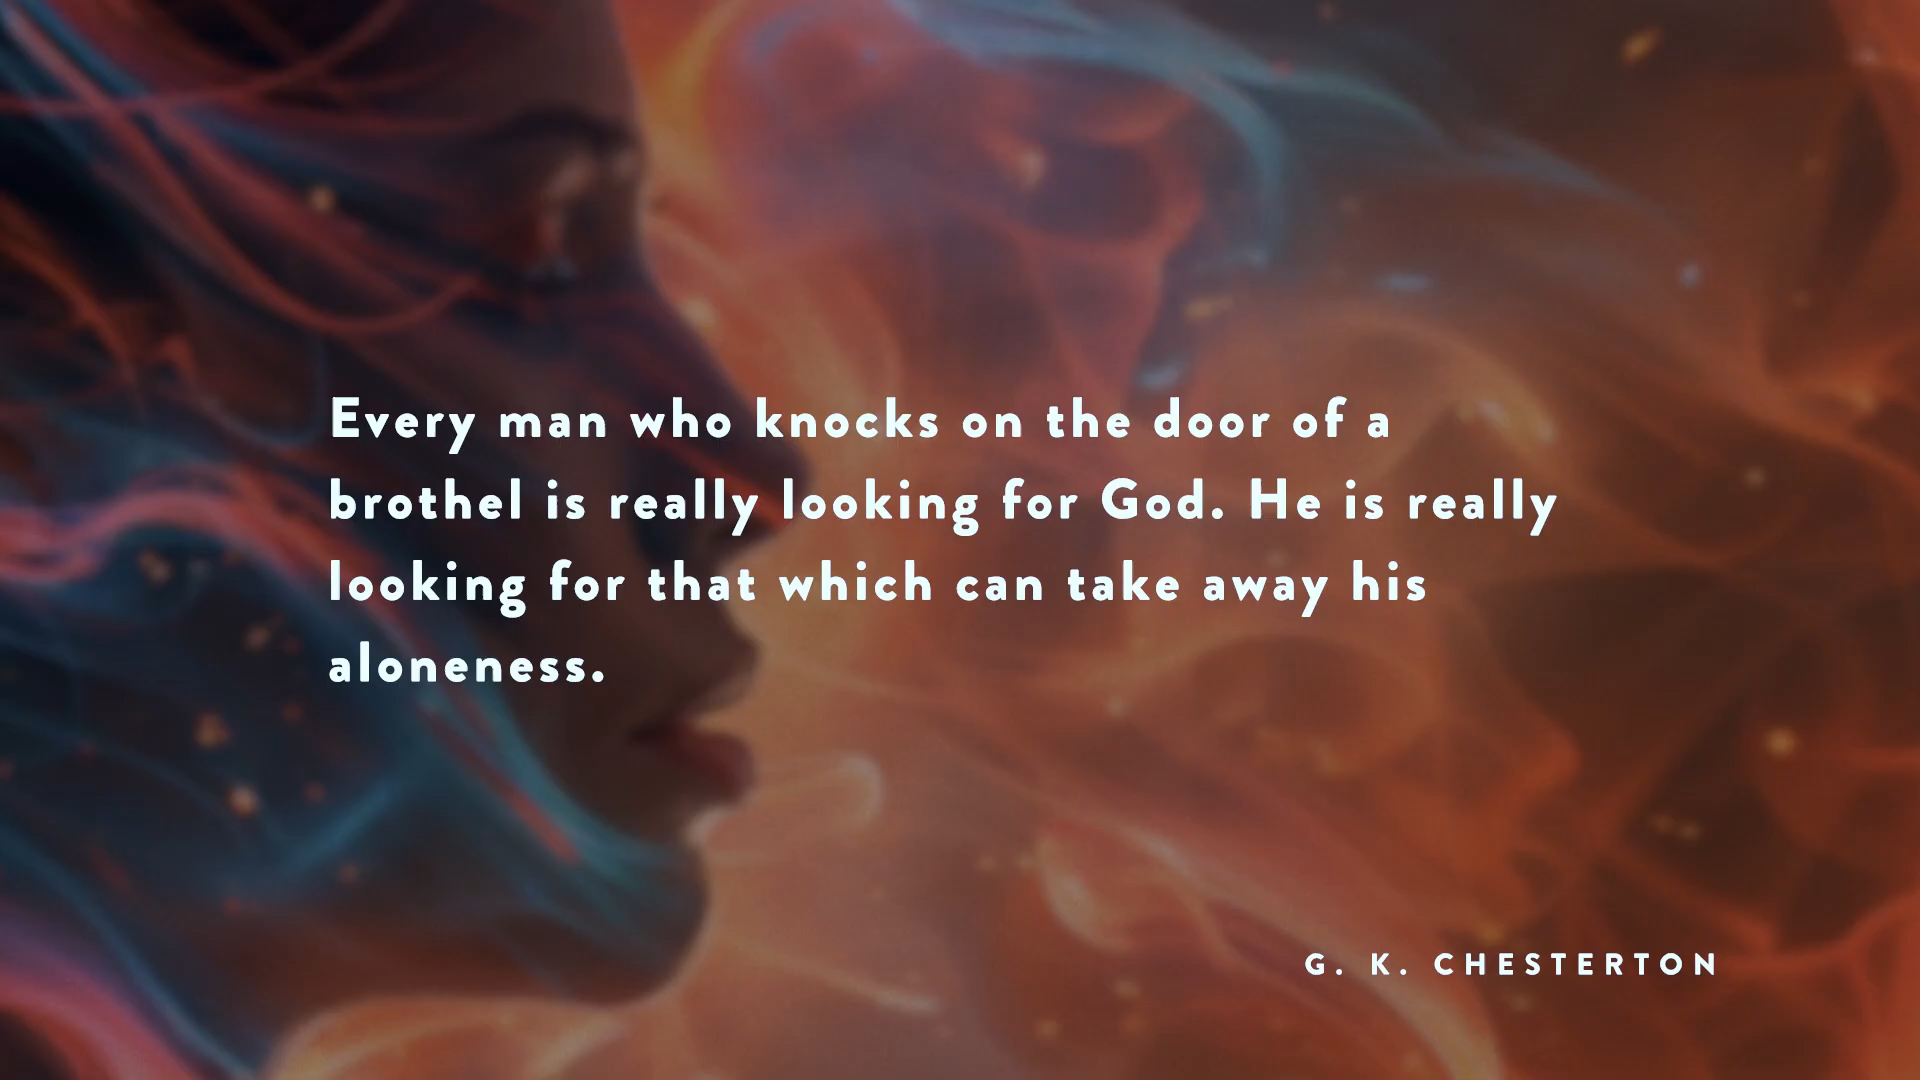 Every man who knocks on the door of a
brothel is really looking for God. He is really
looking for that which can take away his
aloneness.
G. K. CHESTERTON